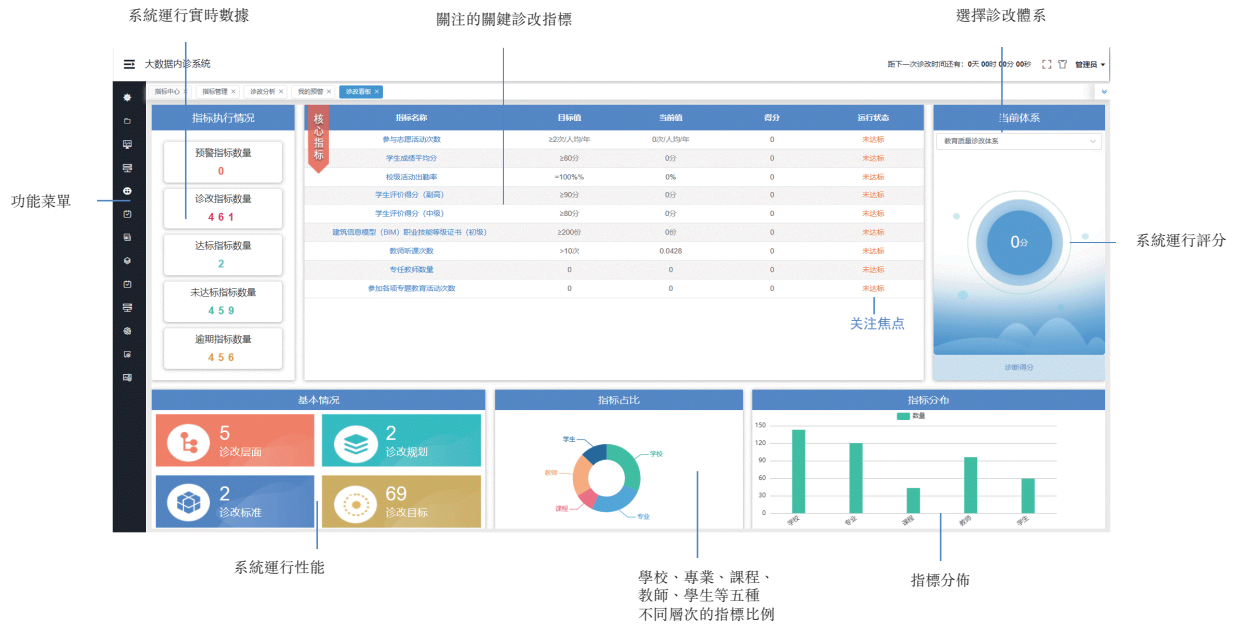 系統運行實時數據
關注的關鍵診改指標
選擇診改體系
大数据内诊系统
距下一次诊改时间还有：0天 00时 00分 00秒
管理员
指标中心 ×
指标管理 ×
诊改分析 ×
我的预警 ×
诊改看板 ×
指标执行情况
预警指标数量
0
诊改指标数量
4 6 1
达标指标数量
2
未达标指标数量
4 5 9
逾期指标数量
4 5 6
核心指标
指标名称 目标值 当前值 得分 运行状态
参与志愿活动次数 ≥2次/人均/年 0次/人均/年 0 未达标
学生成绩平均分 ≥80分 0分 0 未达标
校级活动出勤率 =100%% 0% 0 未达标
学生评价得分（副高） ≥90分 0分 0 未达标
学生评价得分（中级） ≥80分 0分 0 未达标
建筑信息模型（BIM）职业技能等级证书（初级） ≥200份 0份 0 未达标
教师听课次数 >10次 0.0428 0 未达标
专任教师数量 0 0 0 未达标
参加各项专题教育活动次数 0 0 0 未达标
关注焦点
当前体系
教育质量诊改体系
0分
诊断得分
功能菜單
系統運行評分
基本情况
5
诊改层面
2
诊改规划
2
诊改标准
69
诊改目标
指标占比
学生
学校
教师
课程
专业
指标分布
数量
150
120
90
60
30
0
学校 专业 课程 教师 学生
系統運行性能
學校、專業、課程、
教師、學生等五種
不同層次的指標比例
指標分佈